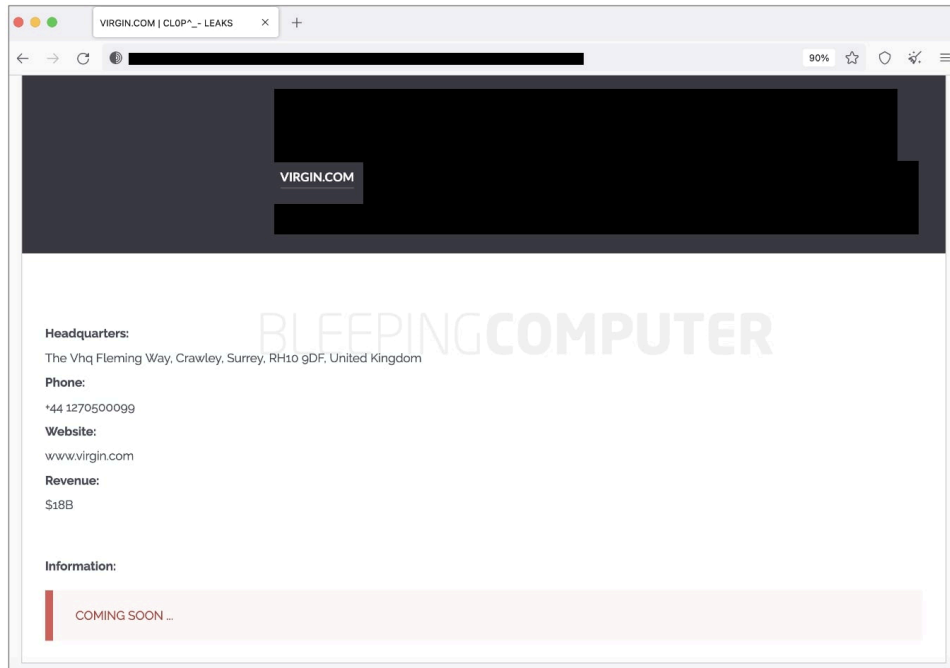 VIRGIN.COM | CL0P^_- LEAKS
90%
VIRGIN.COM
BLEEPINGCOMPUTER
Headquarters:
The Vhq Fleming Way, Crawley, Surrey, RH10 9DF, United Kingdom
Phone:
+44 1270500099
Website:
www.virgin.com
Revenue:
$18B
Information:
COMING SOON ...